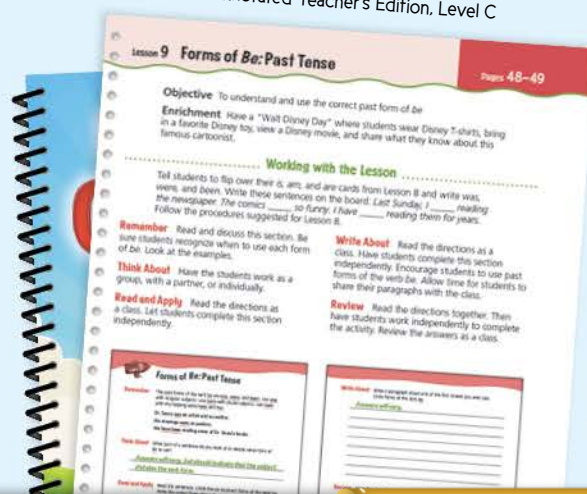 Annotated Teacher's Edition, Level C
Lesson 9 Forms of Be: Past Tense
Pages 48–49
Objective To understand and use the correct past form of be
Enrichment Have a "Walt Disney Day" where students wear Disney T-shirts, bring
in a favorite Disney toy, view a Disney movie, and share what they know about this
famous cartoonist.
Working with the Lesson
Tell students to flip over their is, am, and are cards from Lesson 8 and write was,
were, and been. Write these sentences on the board. Last Sunday, I _____ reading
the newspaper. The comics _____ so funny. I have _____ reading them for years.
Follow the procedures suggested for Lesson 8.
Remember Read and discuss this section. Be
sure students recognize when to use each form
of be. Look at the examples.
Think About Have the students work as a
group, with a partner, or individually.
Read and Apply Read the directions as
a class. Let students complete this section
independently.
Write About Read the directions as a
class. Have students complete this section
independently. Encourage students to use past
forms of the verb be. Allow time for students to
share their paragraphs with the class.
Review Read the directions together. Then
have students work independently to complete
the activity. Review the answers as a class.
Forms of Be: Past Tense
Remember
Think About
Read and Apply
Write About
Answers will vary.